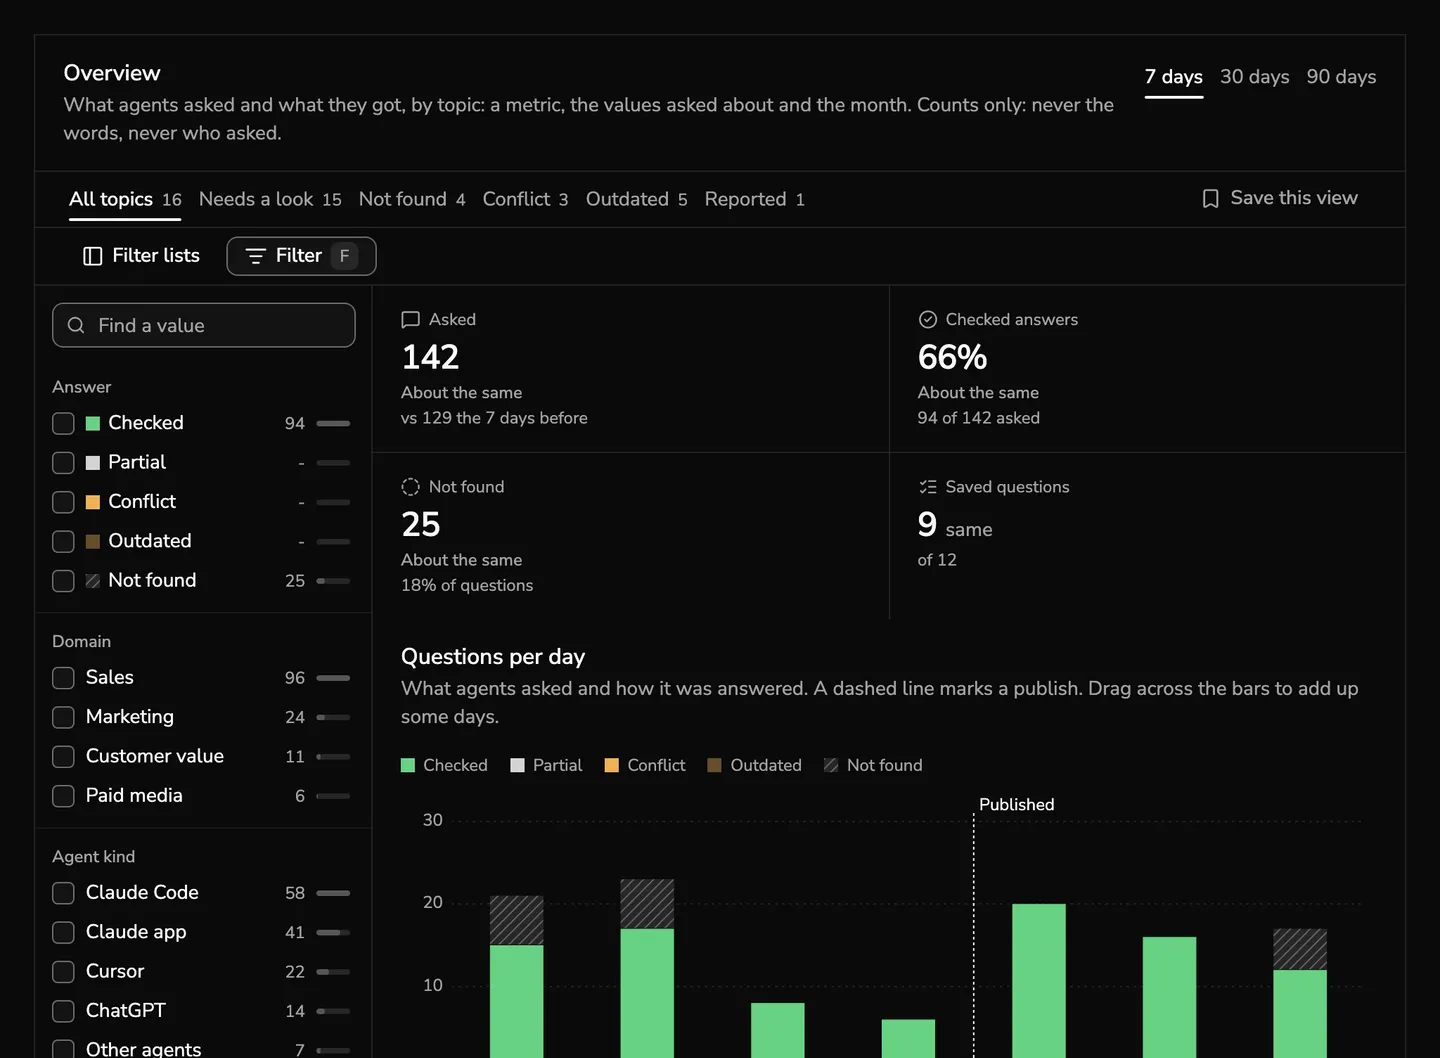 Overview
7 days 30 days 90 days
What agents asked and what they got, by topic: a metric, the values asked about and the month. Counts only: never the
words, never who asked.
All topics 16 Needs a look 15 Not found 4 Conflict 3 Outdated 5 Reported 1
Save this view
Filter lists
Filter F
Find a value
Answer
Checked 94
Partial -
Conflict -
Outdated -
Not found 25
Domain
Sales 96
Marketing 24
Customer value 11
Paid media 6
Agent kind
Claude Code 58
Claude app 41
Cursor 22
ChatGPT 14
Other agents 7
Asked
142
About the same
vs 129 the 7 days before
Checked answers
66%
About the same
94 of 142 asked
Not found
25
About the same
18% of questions
Saved questions
9 same
of 12
Questions per day
What agents asked and how it was answered. A dashed line marks a publish. Drag across the bars to add up
some days.
Checked Partial Conflict Outdated Not found
Published
30
20
10